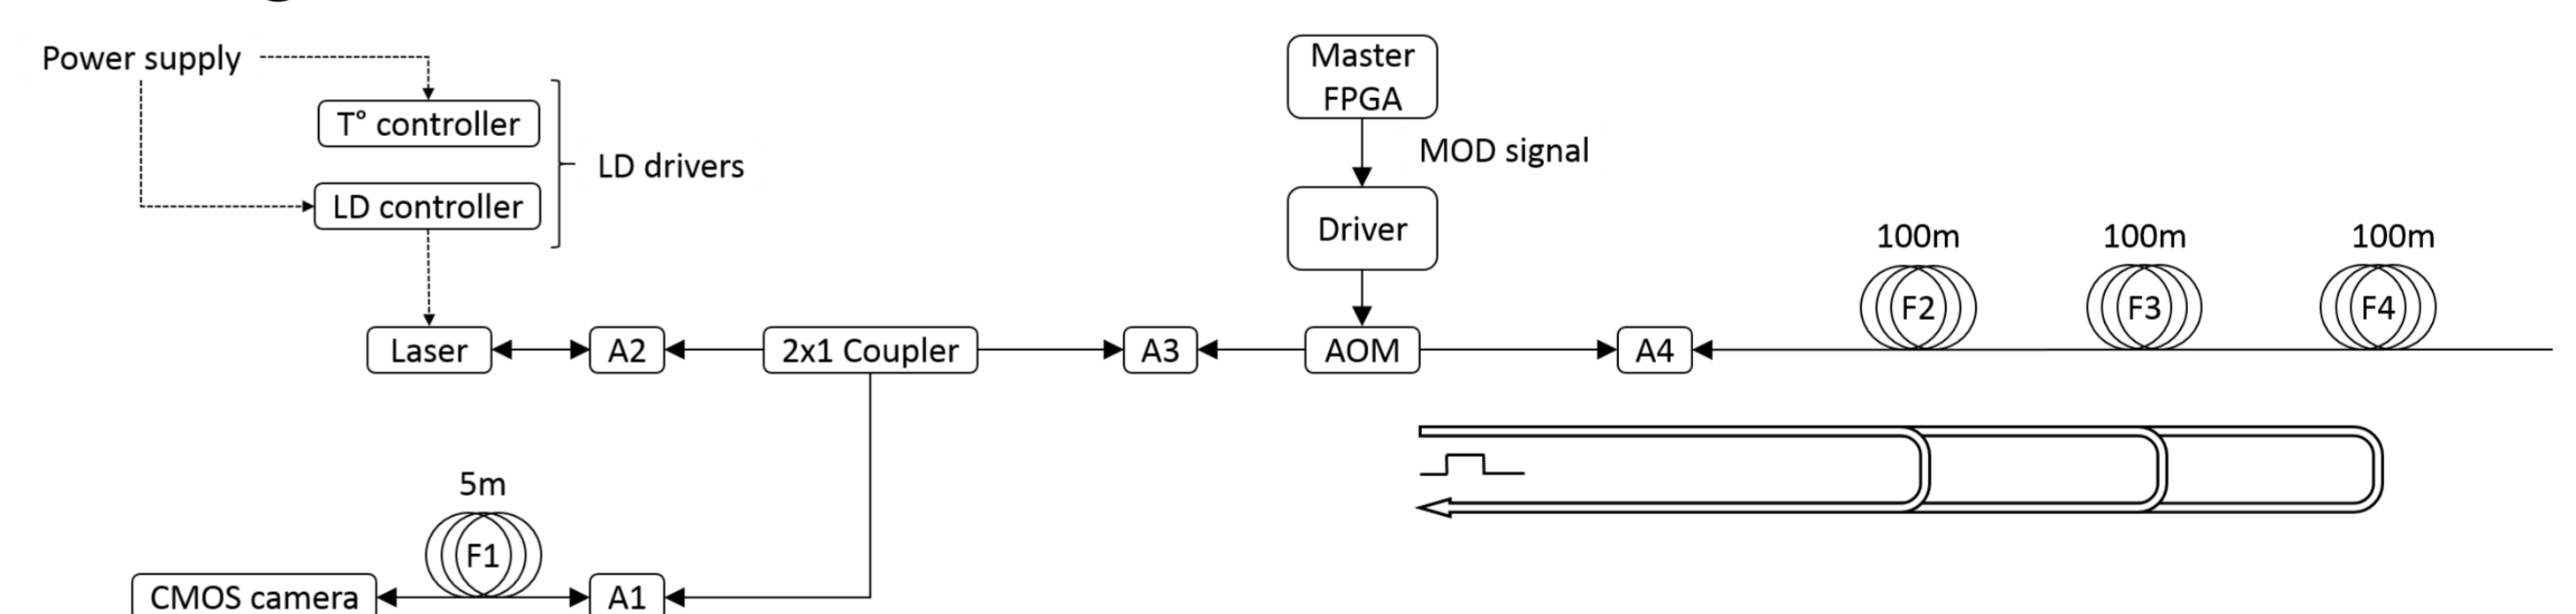 Power supply
T° controller
LD controller
LD drivers
Master
FPGA
MOD signal
Driver
100m
100m
100m
F2
F3
F4
Laser
A2
2x1 Coupler
A3
AOM
A4
5m
F1
CMOS camera
A1